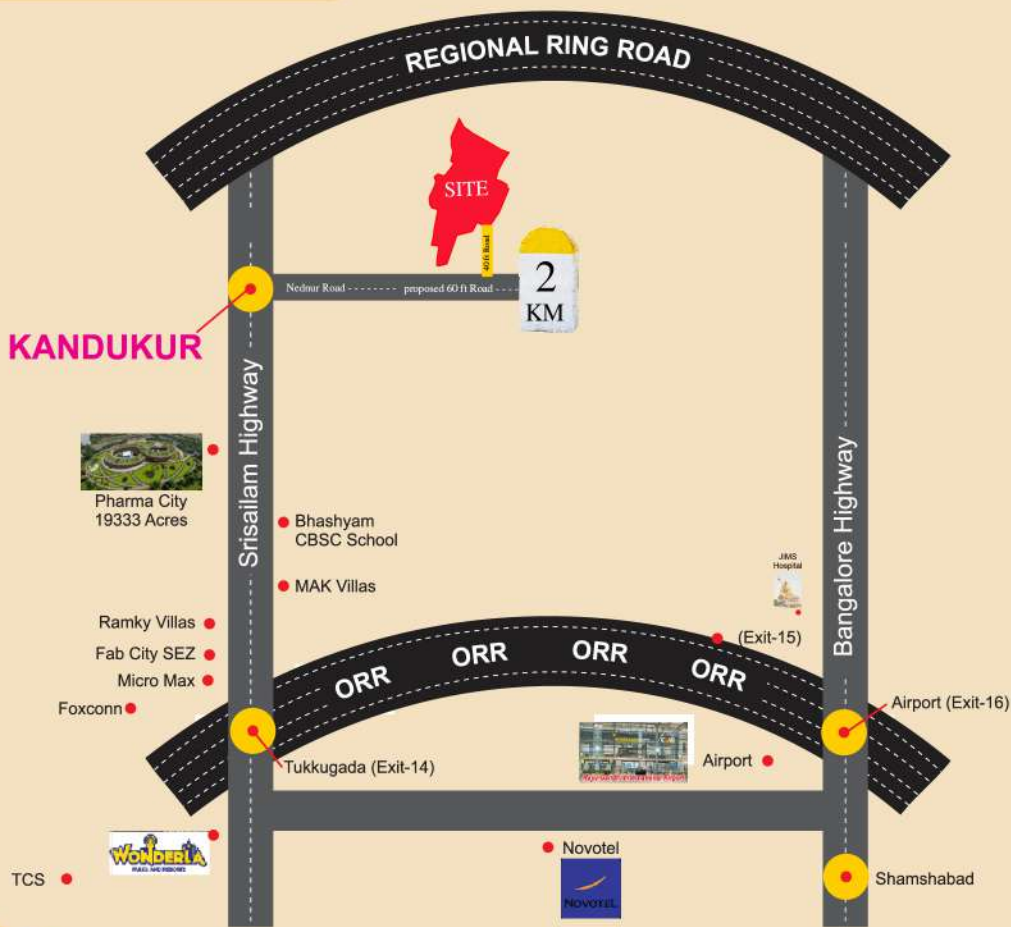 REGIONAL RING ROAD
SITE
40 ft Road
Nednur Road
proposed 60 ft Road
2
KM
KANDUKUR
Srisailam Highway
Bangalore Highway
Pharma City
19333 Acres
Bhashyam
CBSC School
MAK Villas
JIMS
Hospital
Ramky Villas
Fab City SEZ
Micro Max
Foxconn
ORR
ORR
ORR
ORR
(Exit-15)
Airport (Exit-16)
Tukkugada (Exit-14)
Airport
WONDERLA
TCS
Novotel
NOVOTEL
Shamshabad